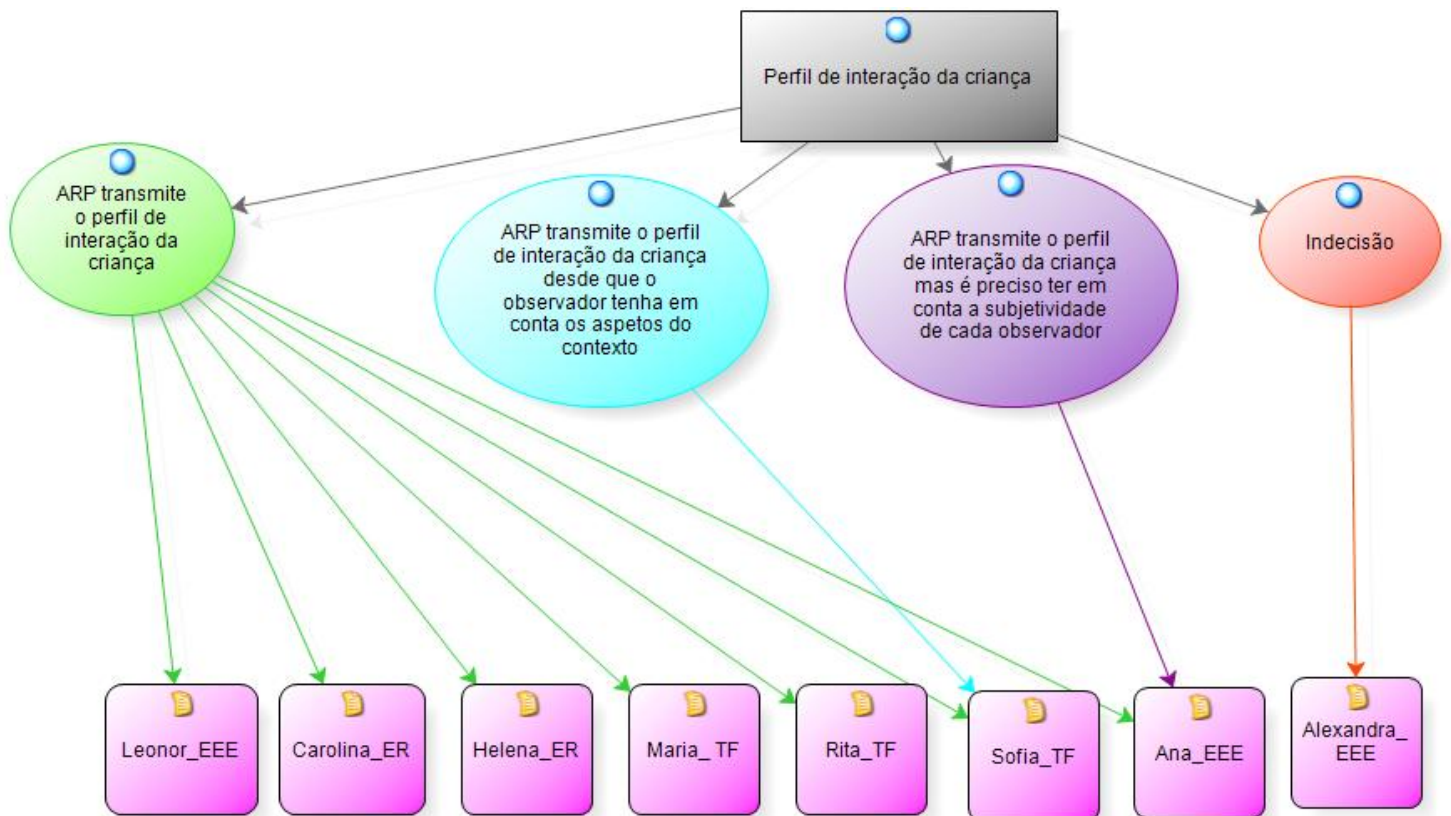 Perfil de interação da criança
ARP transmite
o perfil de
interação da
criança
ARP transmite o perfil
de interação da criança
desde que o
observador tenha em
conta os aspetos do
contexto
ARP transmite o perfil
de interação da criança
mas é preciso ter em
conta a subjetividade
de cada observador
Indecisão
Leonor_EEE
Carolina_ER
Helena_ER
Maria_ TF
Rita_TF
Sofia_TF
Ana_EEE
Alexandra_
EEE